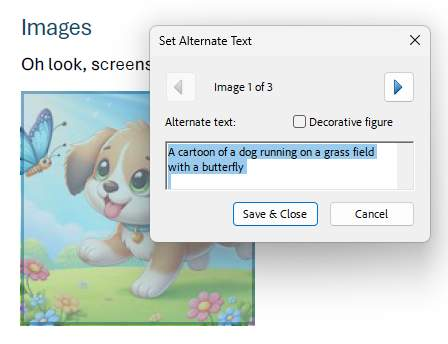 Images
Oh look, screens
Set Alternate Text
Image 1 of 3
Alternate text:
Decorative figure
A cartoon of a dog running on a grass field
with a butterfly
Save & Close
Cancel